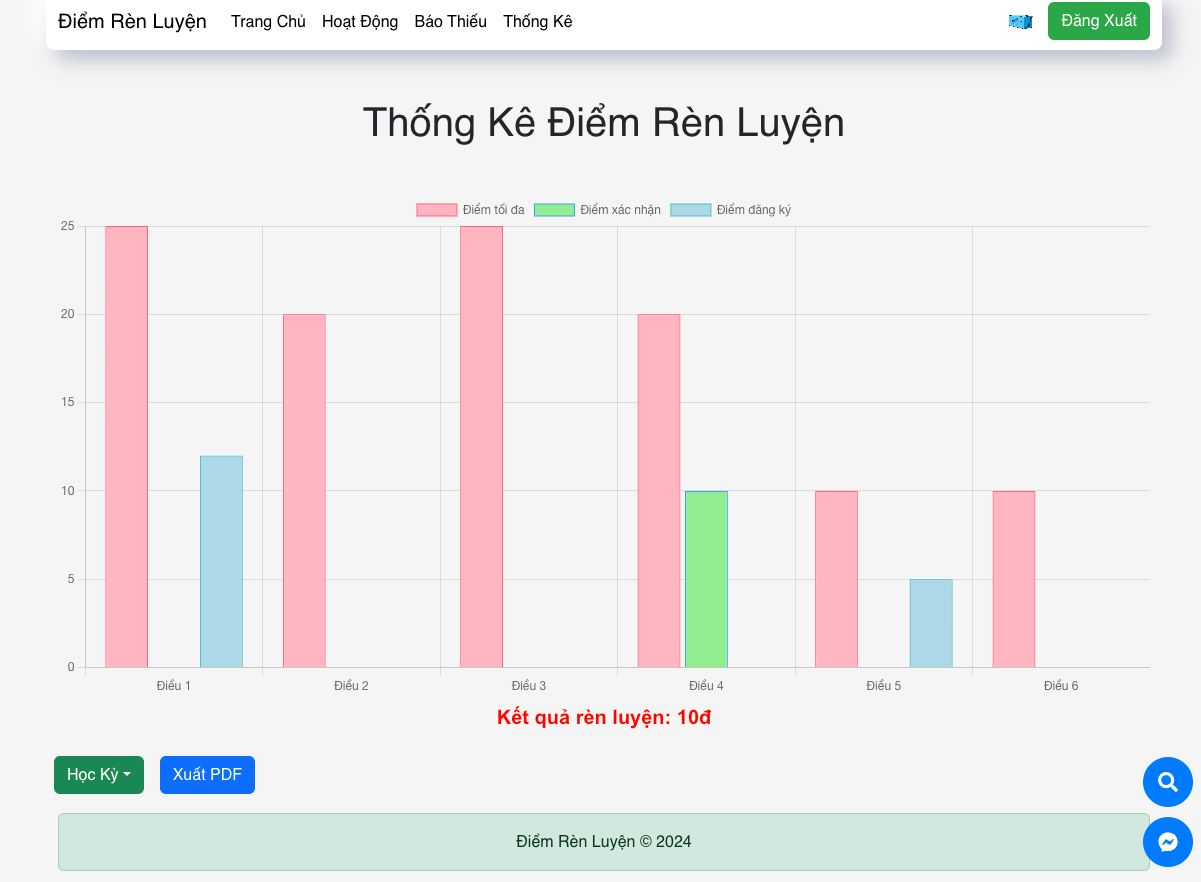 Điểm Rèn Luyện Trang Chủ Hoạt Động Báo Thiếu Thống Kê Đăng Xuất
Thống Kê Điểm Rèn Luyện
Điểm tối đa Điểm xác nhận Điểm đăng ký
25
20
15
10
5
0
Điều 1 Điều 2 Điều 3 Điều 4 Điều 5 Điều 6
Kết quả rèn luyện: 10đ
Học Kỳ Xuất PDF
Điểm Rèn Luyện © 2024